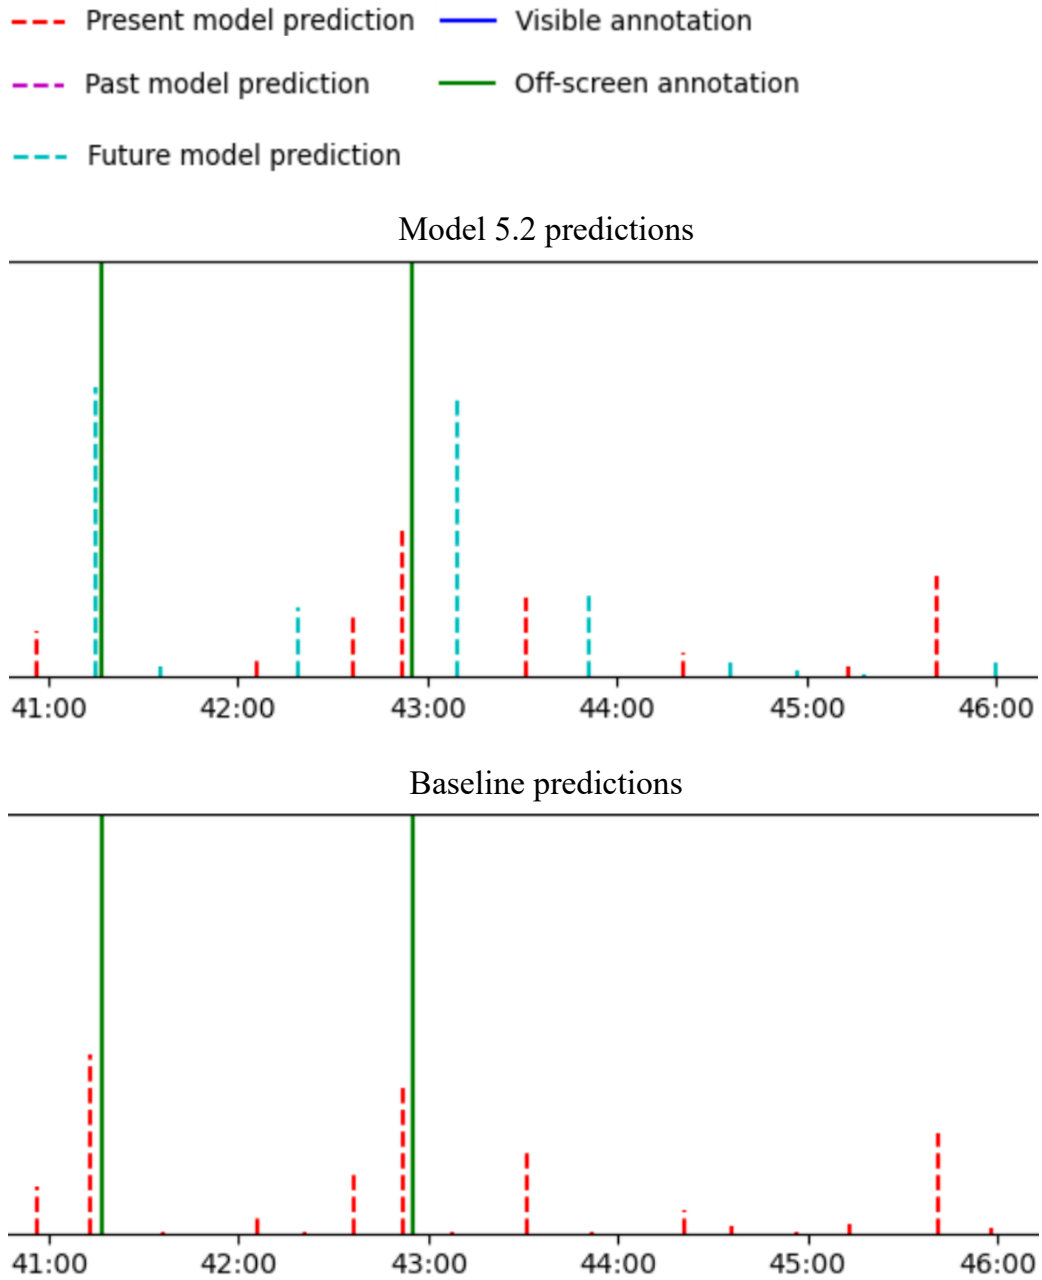 Present model prediction
Visible annotation
Past model prediction
Off-screen annotation
Future model prediction
Model 5.2 predictions
41:00 42:00 43:00 44:00 45:00 46:00
Baseline predictions
41:00 42:00 43:00 44:00 45:00 46:00